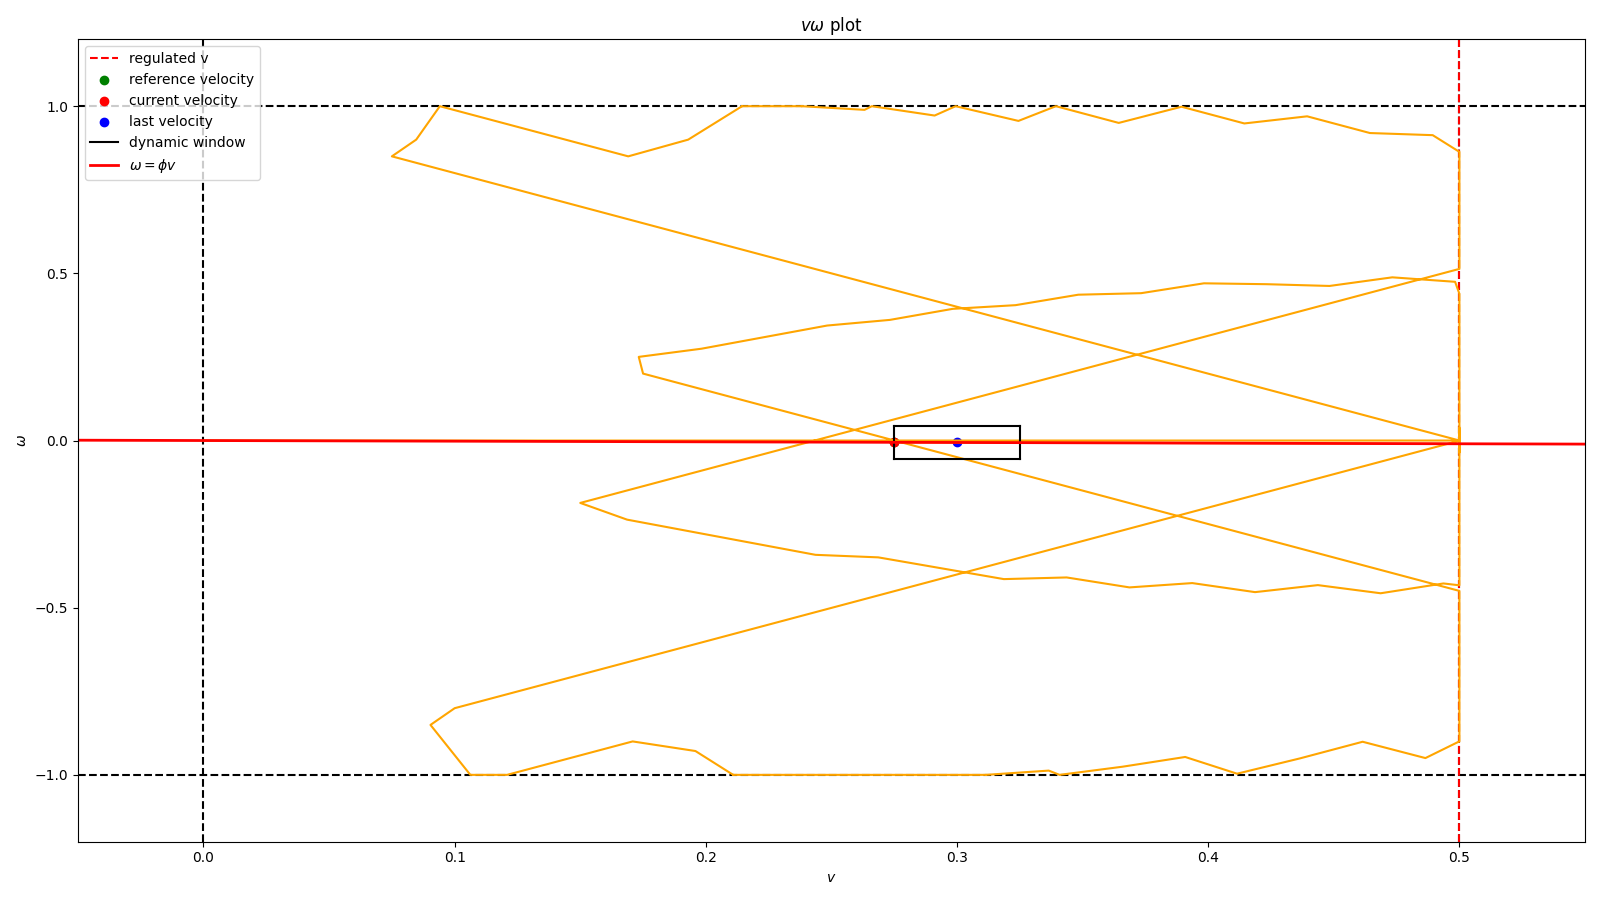 vω plot
regulated v
reference velocity
current velocity
last velocity
dynamic window
ω = ϕv
1.0
0.5
0.0
−0.5
−1.0
ω
0.0 0.1 0.2 0.3 0.4 0.5
v